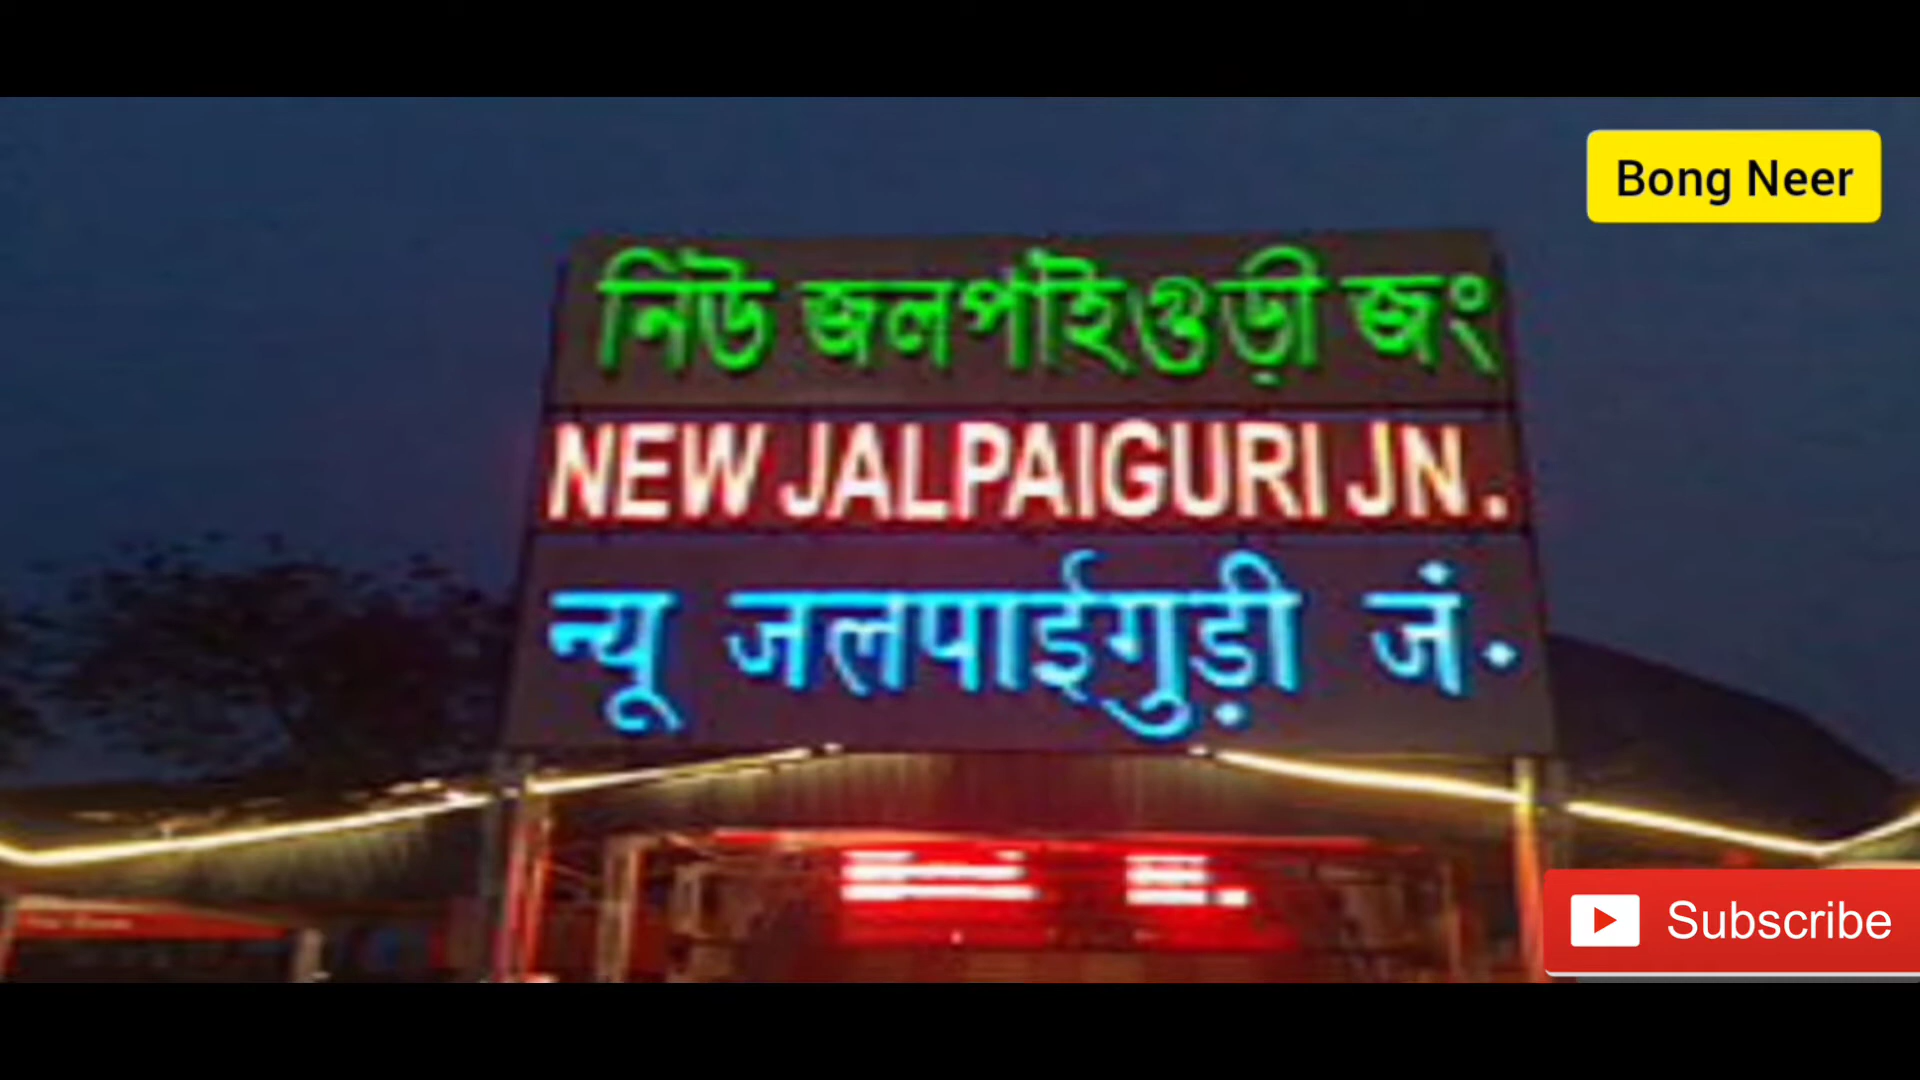 Bong Neer
নিউ জলপাইগুড়ী জং
NEW JALPAIGURI JN.
न्यू जलपाईगुड़ी जं.
Subscribe